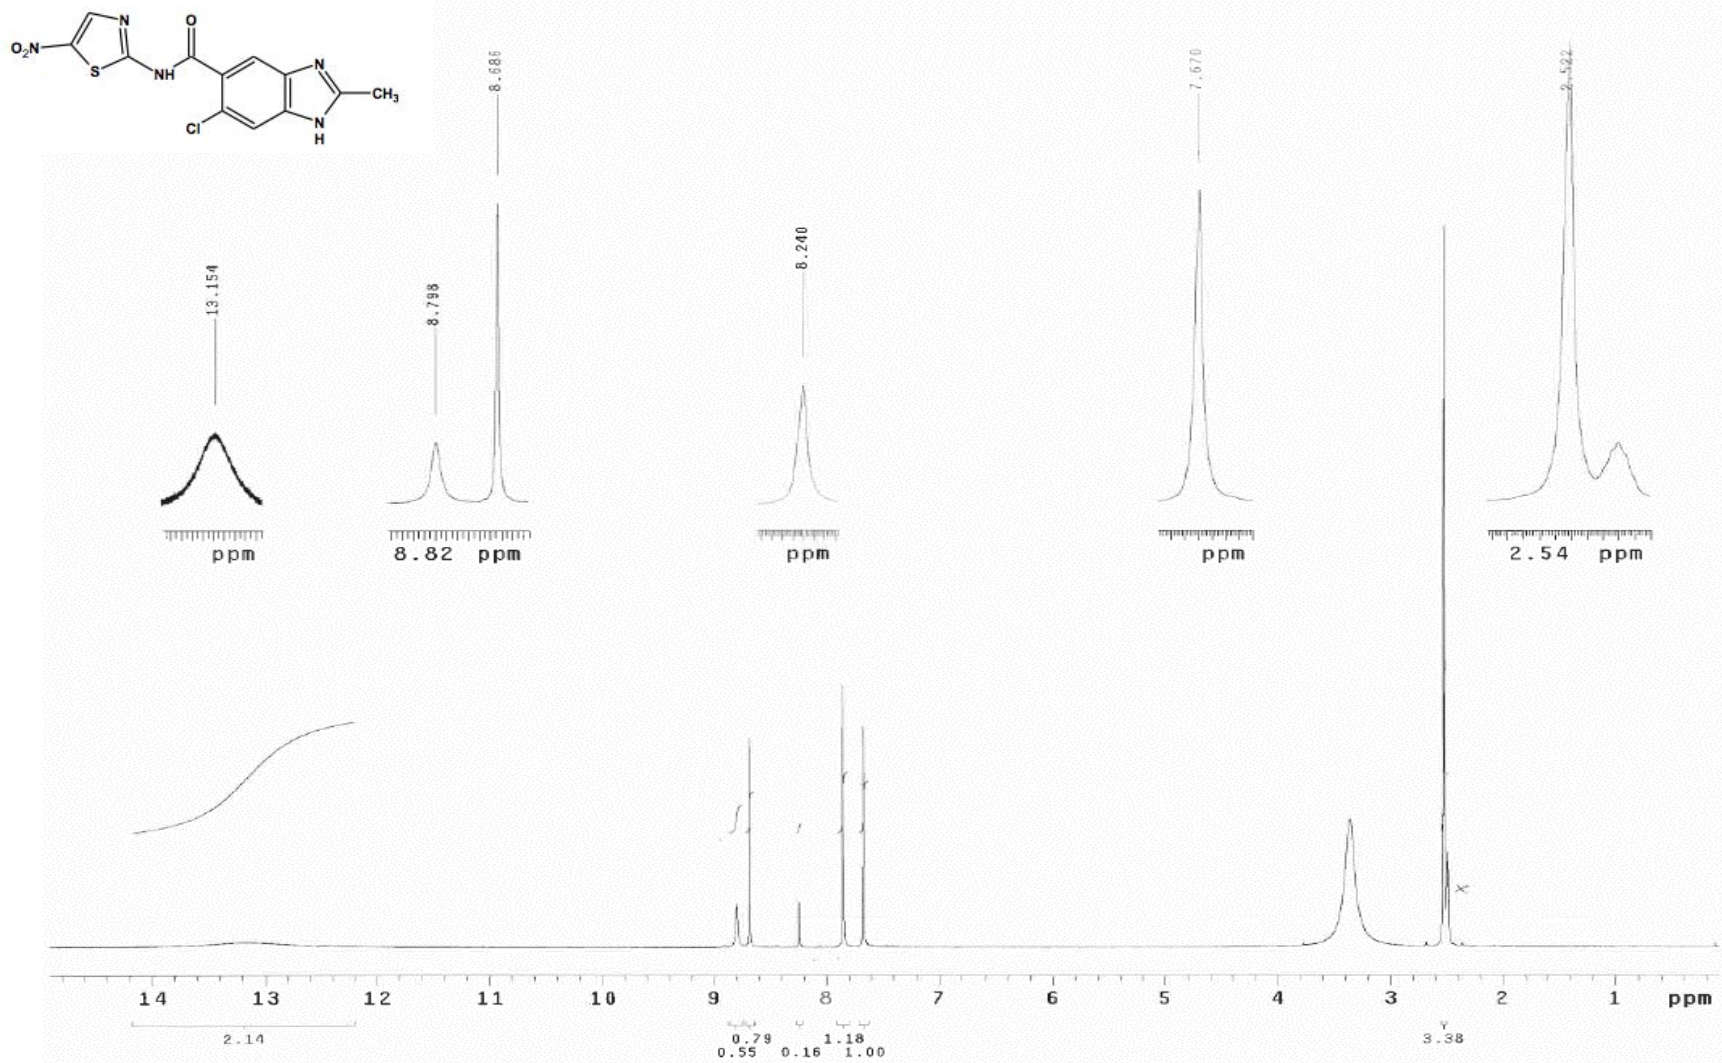 O
N
O₂N
S
NH
N
CH₃
Cl
N
H
8.686
7.670
2.522
8.240
13.154
8.798
ppm
8.82 ppm
ppm
ppm
2.54 ppm
x
14 13 12 11 10 9 8 7 6 5 4 3 2 1 ppm
2.14 0.79 1.18 3.38
0.55 0.16 1.00